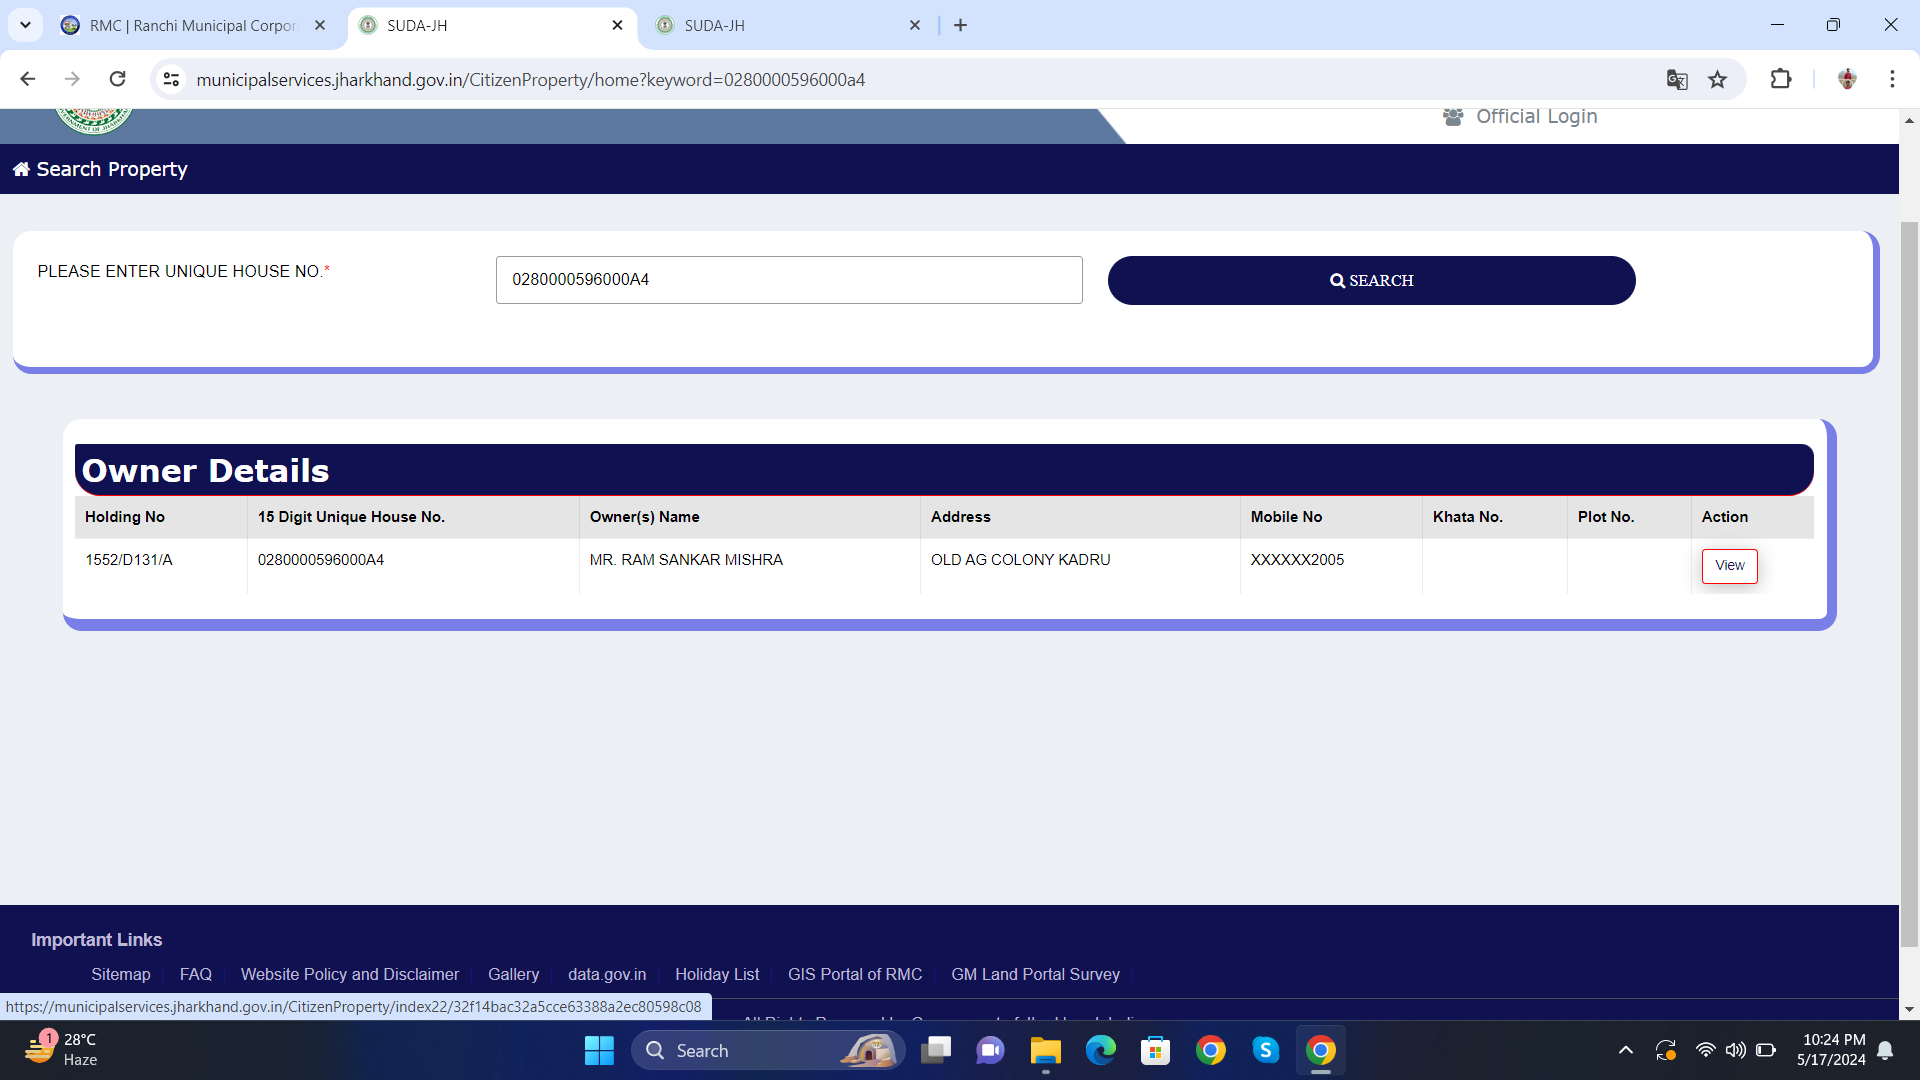 RMC | Ranchi Municipal Corpor
SUDA-JH
SUDA-JH
municipalservices.jharkhand.gov.in/CitizenProperty/home?keyword=0280000596000a4
Official Login
Search Property
PLEASE ENTER UNIQUE HOUSE NO.*
0280000596000A4
SEARCH
Owner Details
Holding No 15 Digit Unique House No. Owner(s) Name Address Mobile No Khata No. Plot No. Action
1552/D131/A 0280000596000A4 MR. RAM SANKAR MISHRA OLD AG COLONY KADRU XXXXXX2005 View
Important Links
Sitemap FAQ Website Policy and Disclaimer Gallery data.gov.in Holiday List GIS Portal of RMC GM Land Portal Survey
https://municipalservices.jharkhand.gov.in/CitizenProperty/index22/32f14bac32a5cce63388a2ec80598c08
1
28°C
Haze
Search
10:24 PM
5/17/2024